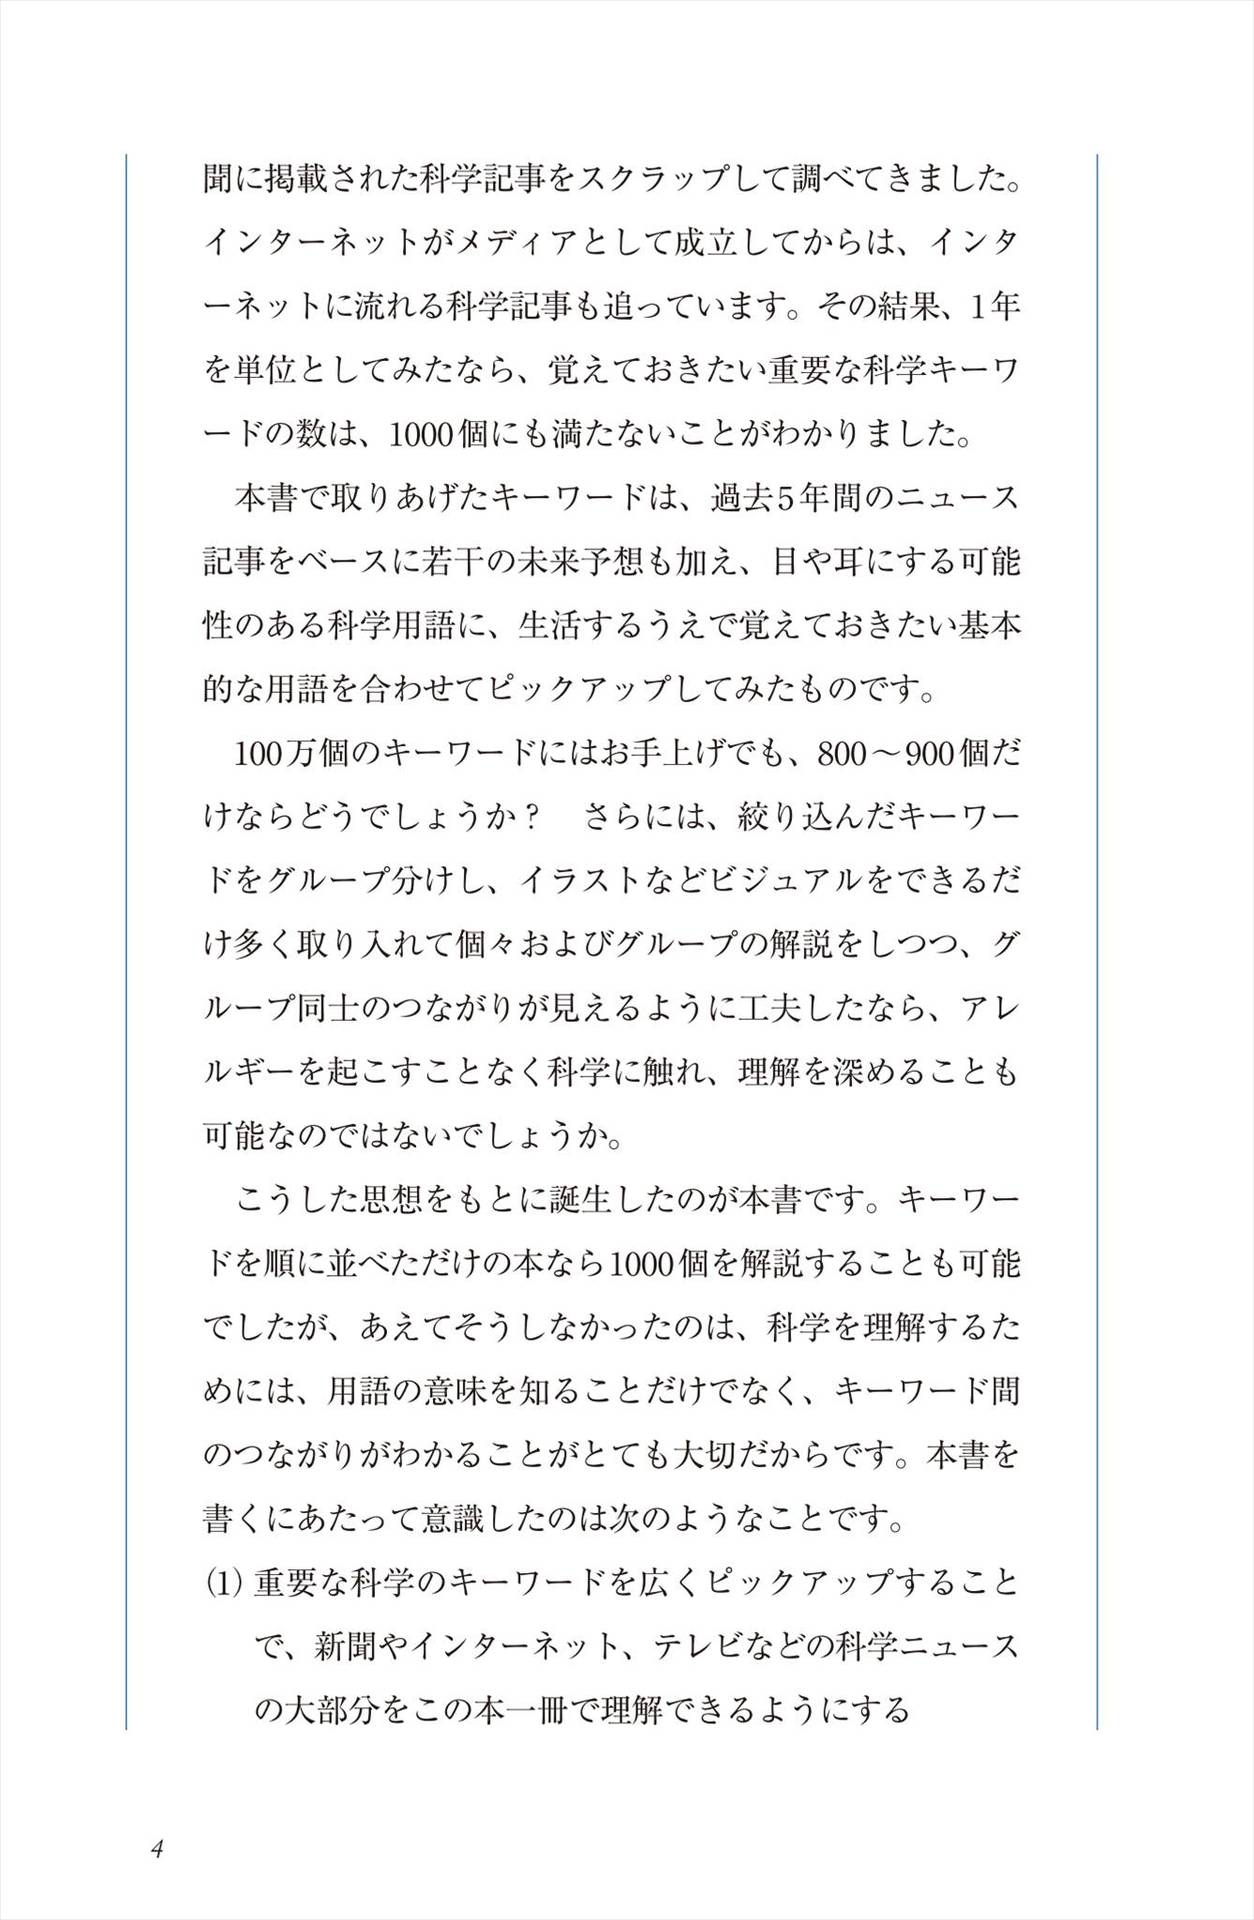 聞に掲載された科学記事をスクラップして調べてきました。
インターネットがメディアとして成立してからは、インタ
ーネットに流れる科学記事も追っています。その結果、1年
を単位としてみたなら、覚えておきたい重要な科学キーワ
ードの数は、1000個にも満たないことがわかりました。
　本書で取りあげたキーワードは、過去5年間のニュース
記事をベースに若干の未来予想も加え、目や耳にする可能
性のある科学用語に、生活するうえで覚えておきたい基本
的な用語を合わせてピックアップしてみたものです。
　100万個のキーワードにはお手上げでも、800～900個だ
けならどうでしょうか？　さらには、絞り込んだキーワー
ドをグループ分けし、イラストなどビジュアルをできるだ
け多く取り入れて個々およびグループの解説をしつつ、グ
ループ同士のつながりが見えるように工夫したなら、アレ
ルギーを起こすことなく科学に触れ、理解を深めることも
可能なのではないでしょうか。
　こうした思想をもとに誕生したのが本書です。キーワー
ドを順に並べただけの本なら1000個を解説することも可能
でしたが、あえてそうしなかったのは、科学を理解するた
めには、用語の意味を知ることだけでなく、キーワード間
のつながりがわかることがとても大切だからです。本書を
書くにあたって意識したのは次のようなことです。
(1) 重要な科学のキーワードを広くピックアップすること
で、新聞やインターネット、テレビなどの科学ニュース
の大部分をこの本一冊で理解できるようにする
4